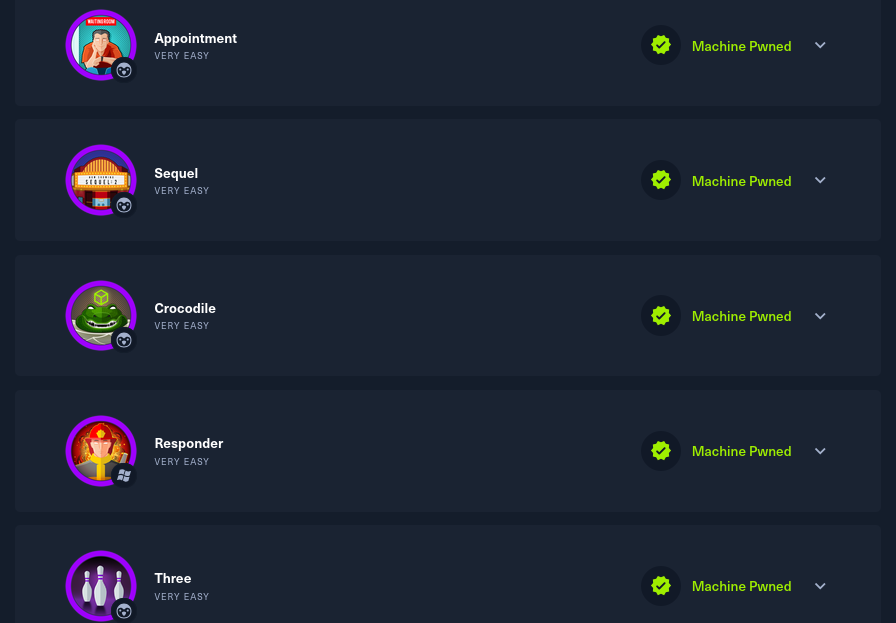 WAITING ROOM
Appointment
VERY EASY
Machine Pwned
SEQUEL:2
Sequel
VERY EASY
Machine Pwned
Crocodile
VERY EASY
Machine Pwned
Responder
VERY EASY
Machine Pwned
Three
VERY EASY
Machine Pwned